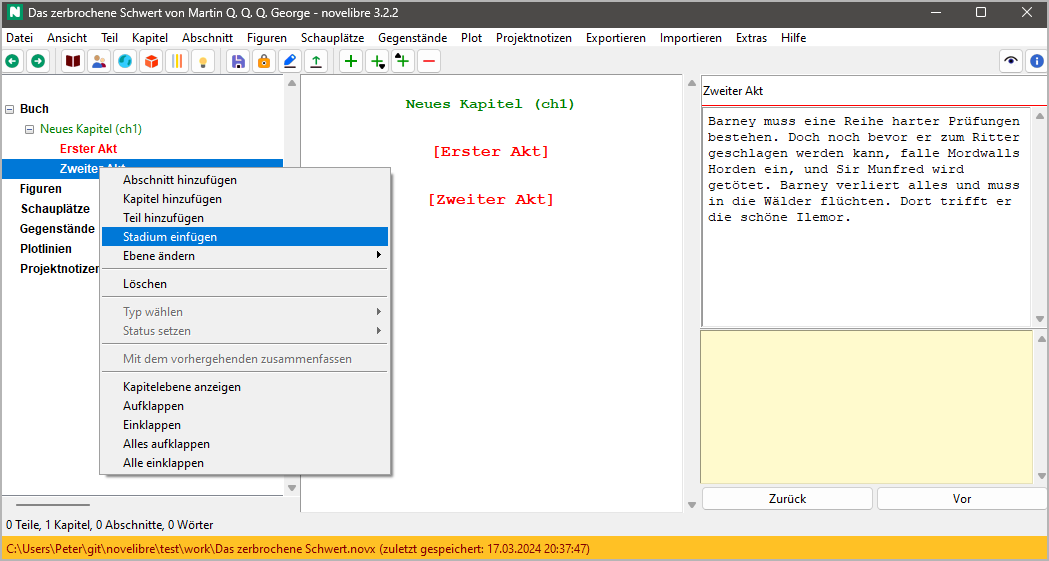 Das zerbrochene Schwert von Martin Q. Q. Q. George - novelibre 3.2.2
Datei Ansicht Teil Kapitel Abschnitt Figuren Schauplätze Gegenstände Plot Projektnotizen Exportieren Importieren Extras Hilfe
Buch
Neues Kapitel (ch1)
Erster Akt
Zweiter Akt
Figuren
Schauplätze
Gegenstände
Plotlinien
Projektnotizen
Abschnitt hinzufügen
Kapitel hinzufügen
Teil hinzufügen
Stadium einfügen
Ebene ändern
Löschen
Typ wählen
Status setzen
Mit dem vorhergehenden zusammenfassen
Kapitelebene anzeigen
Aufklappen
Einklappen
Alles aufklappen
Alle einklappen
Neues Kapitel (ch1)
[Erster Akt]
[Zweiter Akt]
Zweiter Akt
Barney muss eine Reihe harter Prüfungen
bestehen. Doch noch bevor er zum Ritter
geschlagen werden kann, falle Mordwalls
Horden ein, und Sir Munfred wird
getötet. Barney verliert alles und muss
in die Wälder flüchten. Dort trifft er
die schöne Ilemor.
Zurück Vor
0 Teile, 1 Kapitel, 0 Abschnitte, 0 Wörter
C:\Users\Peter\git\novelibre\test\work\Das zerbrochene Schwert.novx (zuletzt gespeichert: 17.03.2024 20:37:47)